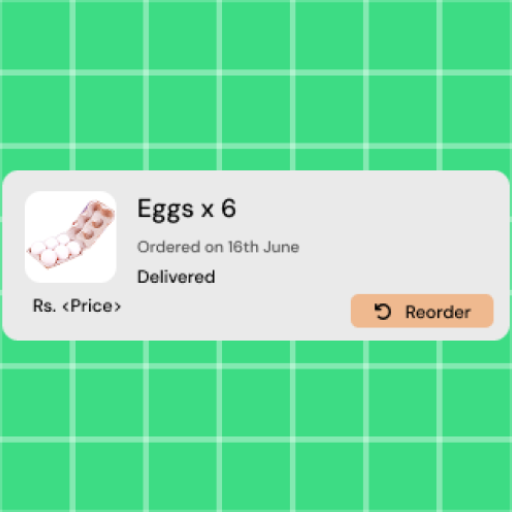 Eggs x 6
Ordered on 16th June
Delivered
Rs. <Price>
Reorder